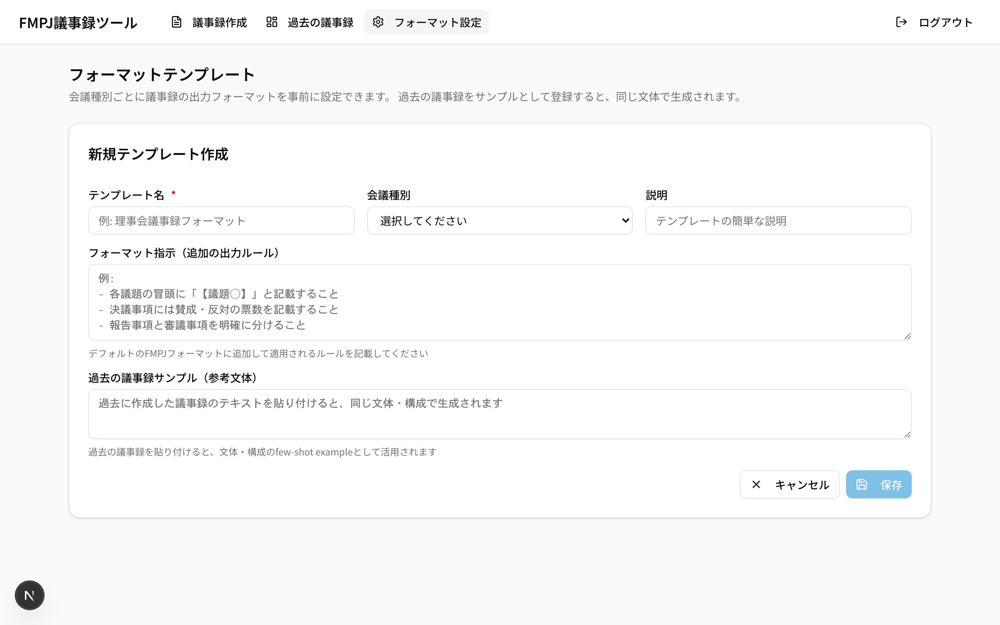 FMPJ議事録ツール 議事録作成 過去の議事録 フォーマット設定 ログアウト
フォーマットテンプレート
会議種別ごとに議事録の出力フォーマットを事前に設定できます。 過去の議事録をサンプルとして登録すると、同じ文体で生成されます。
新規テンプレート作成
テンプレート名 * 会議種別 説明
例: 理事会議事録フォーマット 選択してください テンプレートの簡単な説明
フォーマット指示（追加の出力ルール）
例:
- 各議題の冒頭に「【議題〇】」と記載すること
- 決議事項には賛成・反対の票数を記載すること
- 報告事項と審議事項を明確に分けること
デフォルトのFMPJフォーマットに追加して適用されるルールを記載してください
過去の議事録サンプル（参考文体）
過去に作成した議事録のテキストを貼り付けると、同じ文体・構成で生成されます
過去の議事録を貼り付けると、文体・構成のfew-shot exampleとして活用されます
キャンセル 保存
N